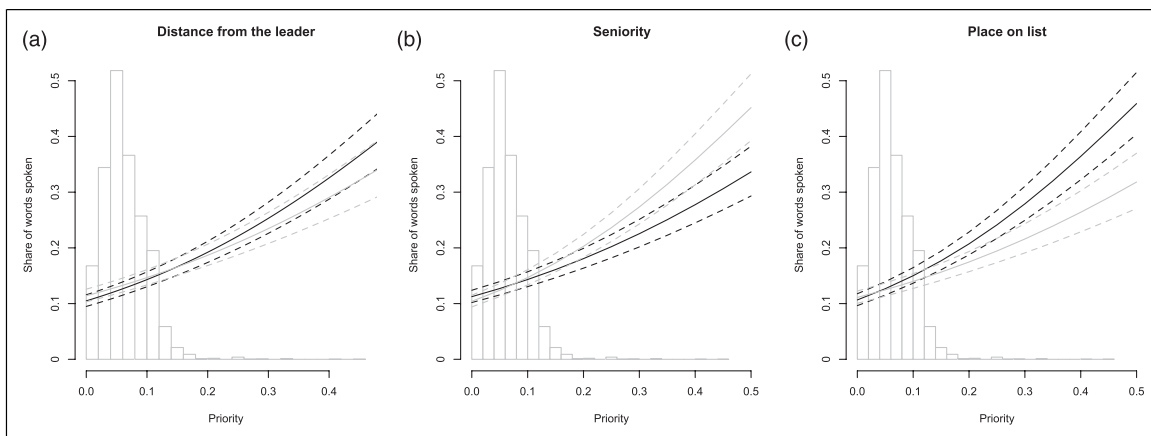 (a)
Distance from the leader
Share of words spoken
0.5
0.4
0.3
0.2
0.1
0
0.0 0.1 0.2 0.3 0.4
Priority
(b)
Seniority
Share of words spoken
0.5
0.4
0.3
0.2
0.1
0
0.0 0.1 0.2 0.3 0.4 0.5
Priority
(c)
Place on list
Share of words spoken
0.5
0.4
0.3
0.2
0.1
0
0.0 0.1 0.2 0.3 0.4 0.5
Priority